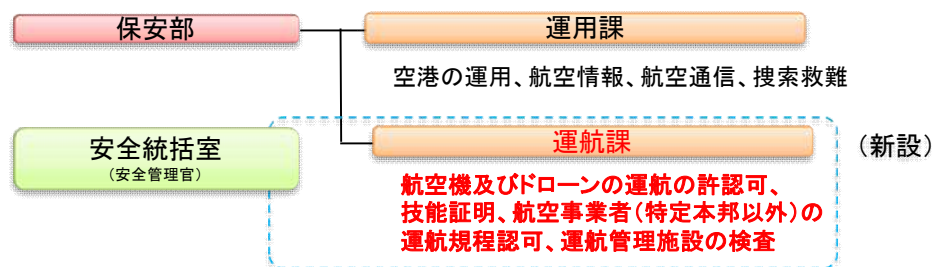 保安部
運用課
空港の運用、航空情報、航空通信、捜索救難
安全統括室
(安全管理官)
運航課
(新設)
航空機及びドローンの運航の許認可、
技能証明、航空事業者(特定本邦以外)の
運航規程認可、運航管理施設の検査